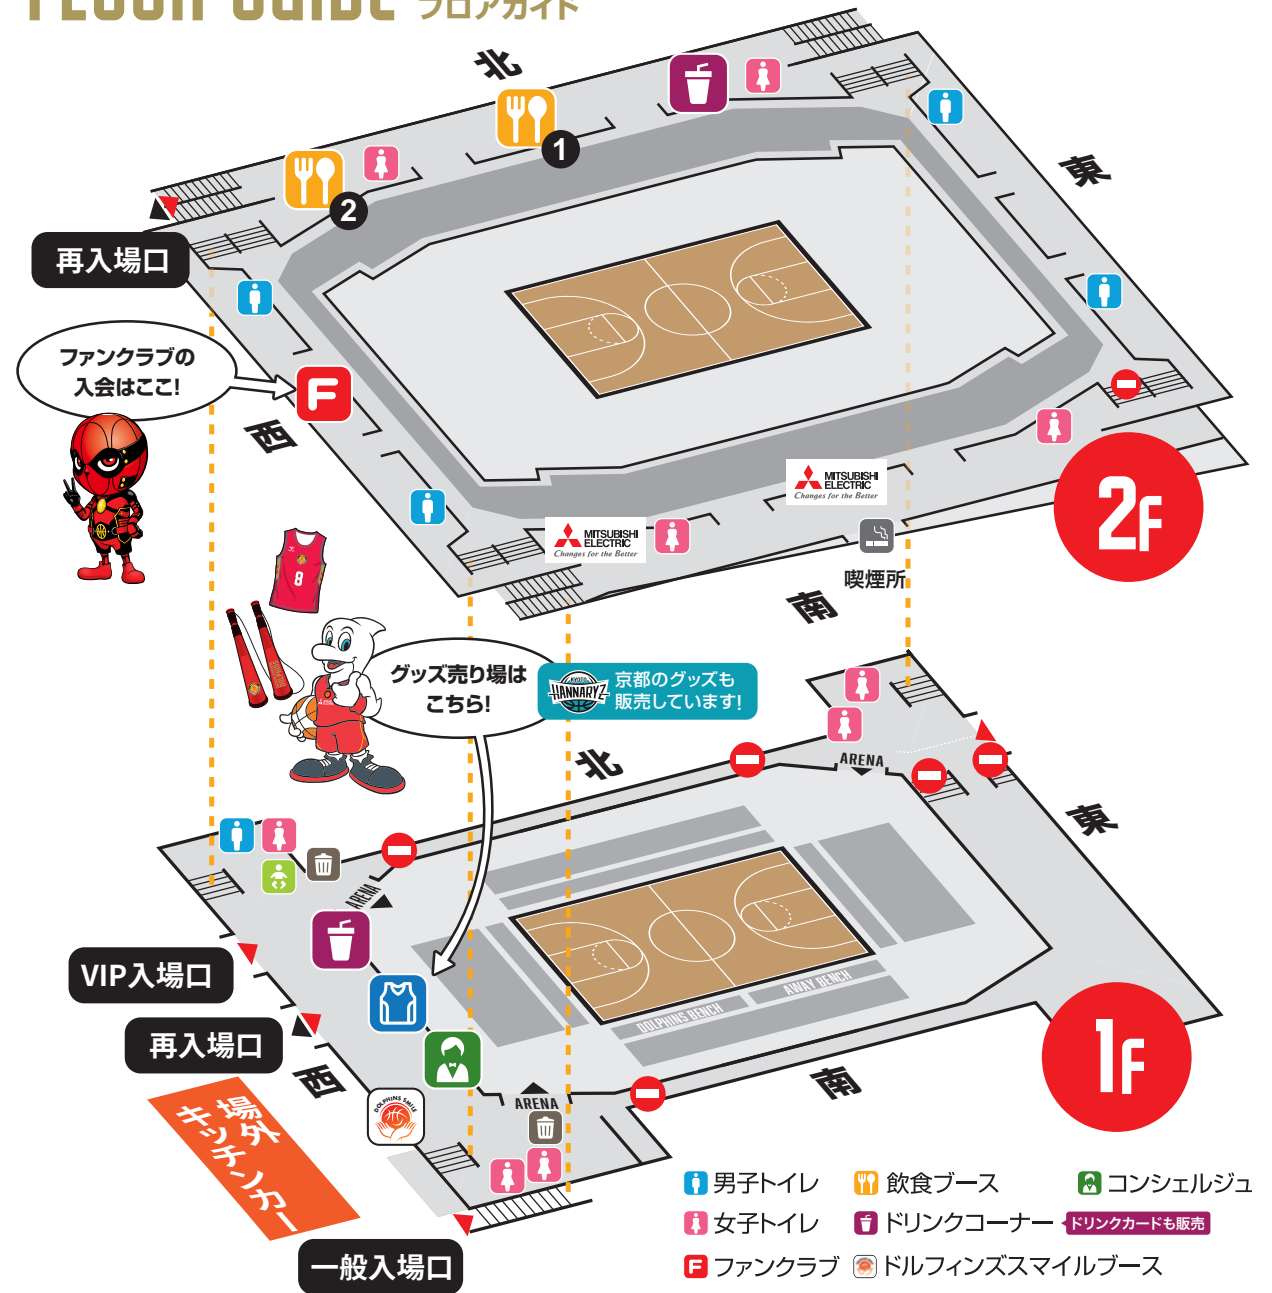 FLOOR GUIDE フロアガイド
北
1
2
東
再入場口
ファンクラブの
入会はここ!
F
西
MITSUBISHI
ELECTRIC
Changes for the Better
MITSUBISHI
ELECTRIC
Changes for the Better
2F
喫煙所
南
8
グッズ売り場は
こちら!
KYOTO
HANNARYZ
京都のグッズも
販売しています!
北
ARENA
東
ARENA
VIP入場口
再入場口
DOLPHINS BENCH
AWAY BENCH
西
南
1F
DOLPHINS SMILE
ARENA
場外
キッチンカー
一般入場口
男子トイレ
飲食ブース
コンシェルジュ
女子トイレ
ドリンクコーナー
ドリンクカードも販売
F ファンクラブ
ドルフィンズスマイルブース